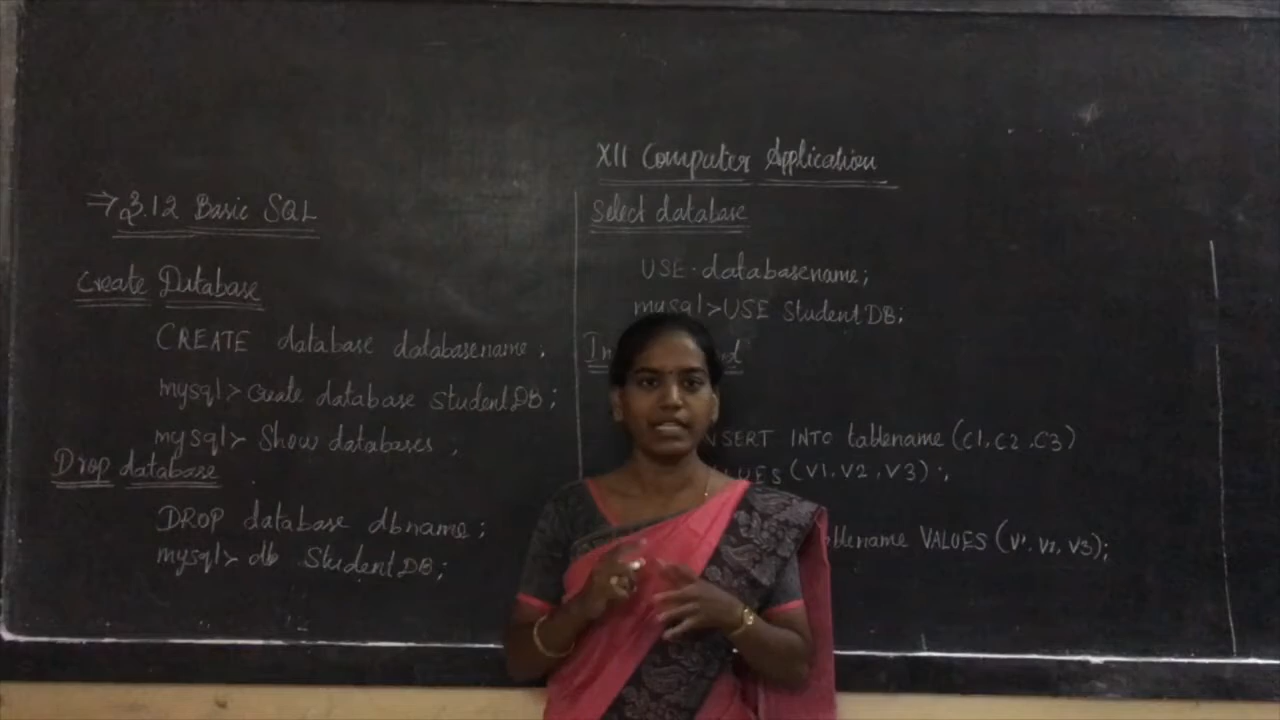 XII Computer Application
⇒ 3.12 Basic SQL
Create Database
CREATE database databasename ;
mysql> Create database StudentDB ;
mysql> Show databases ;
Drop database
DROP database dbname ;
mysql> db StudentDB ;
Select database
USE databasename ;
mysql> USE StudentDB ;
NSERT INTO tablename (C1, C2, C3)
(V1, V2, V3) ;
VALUES (V1, V2, V3);